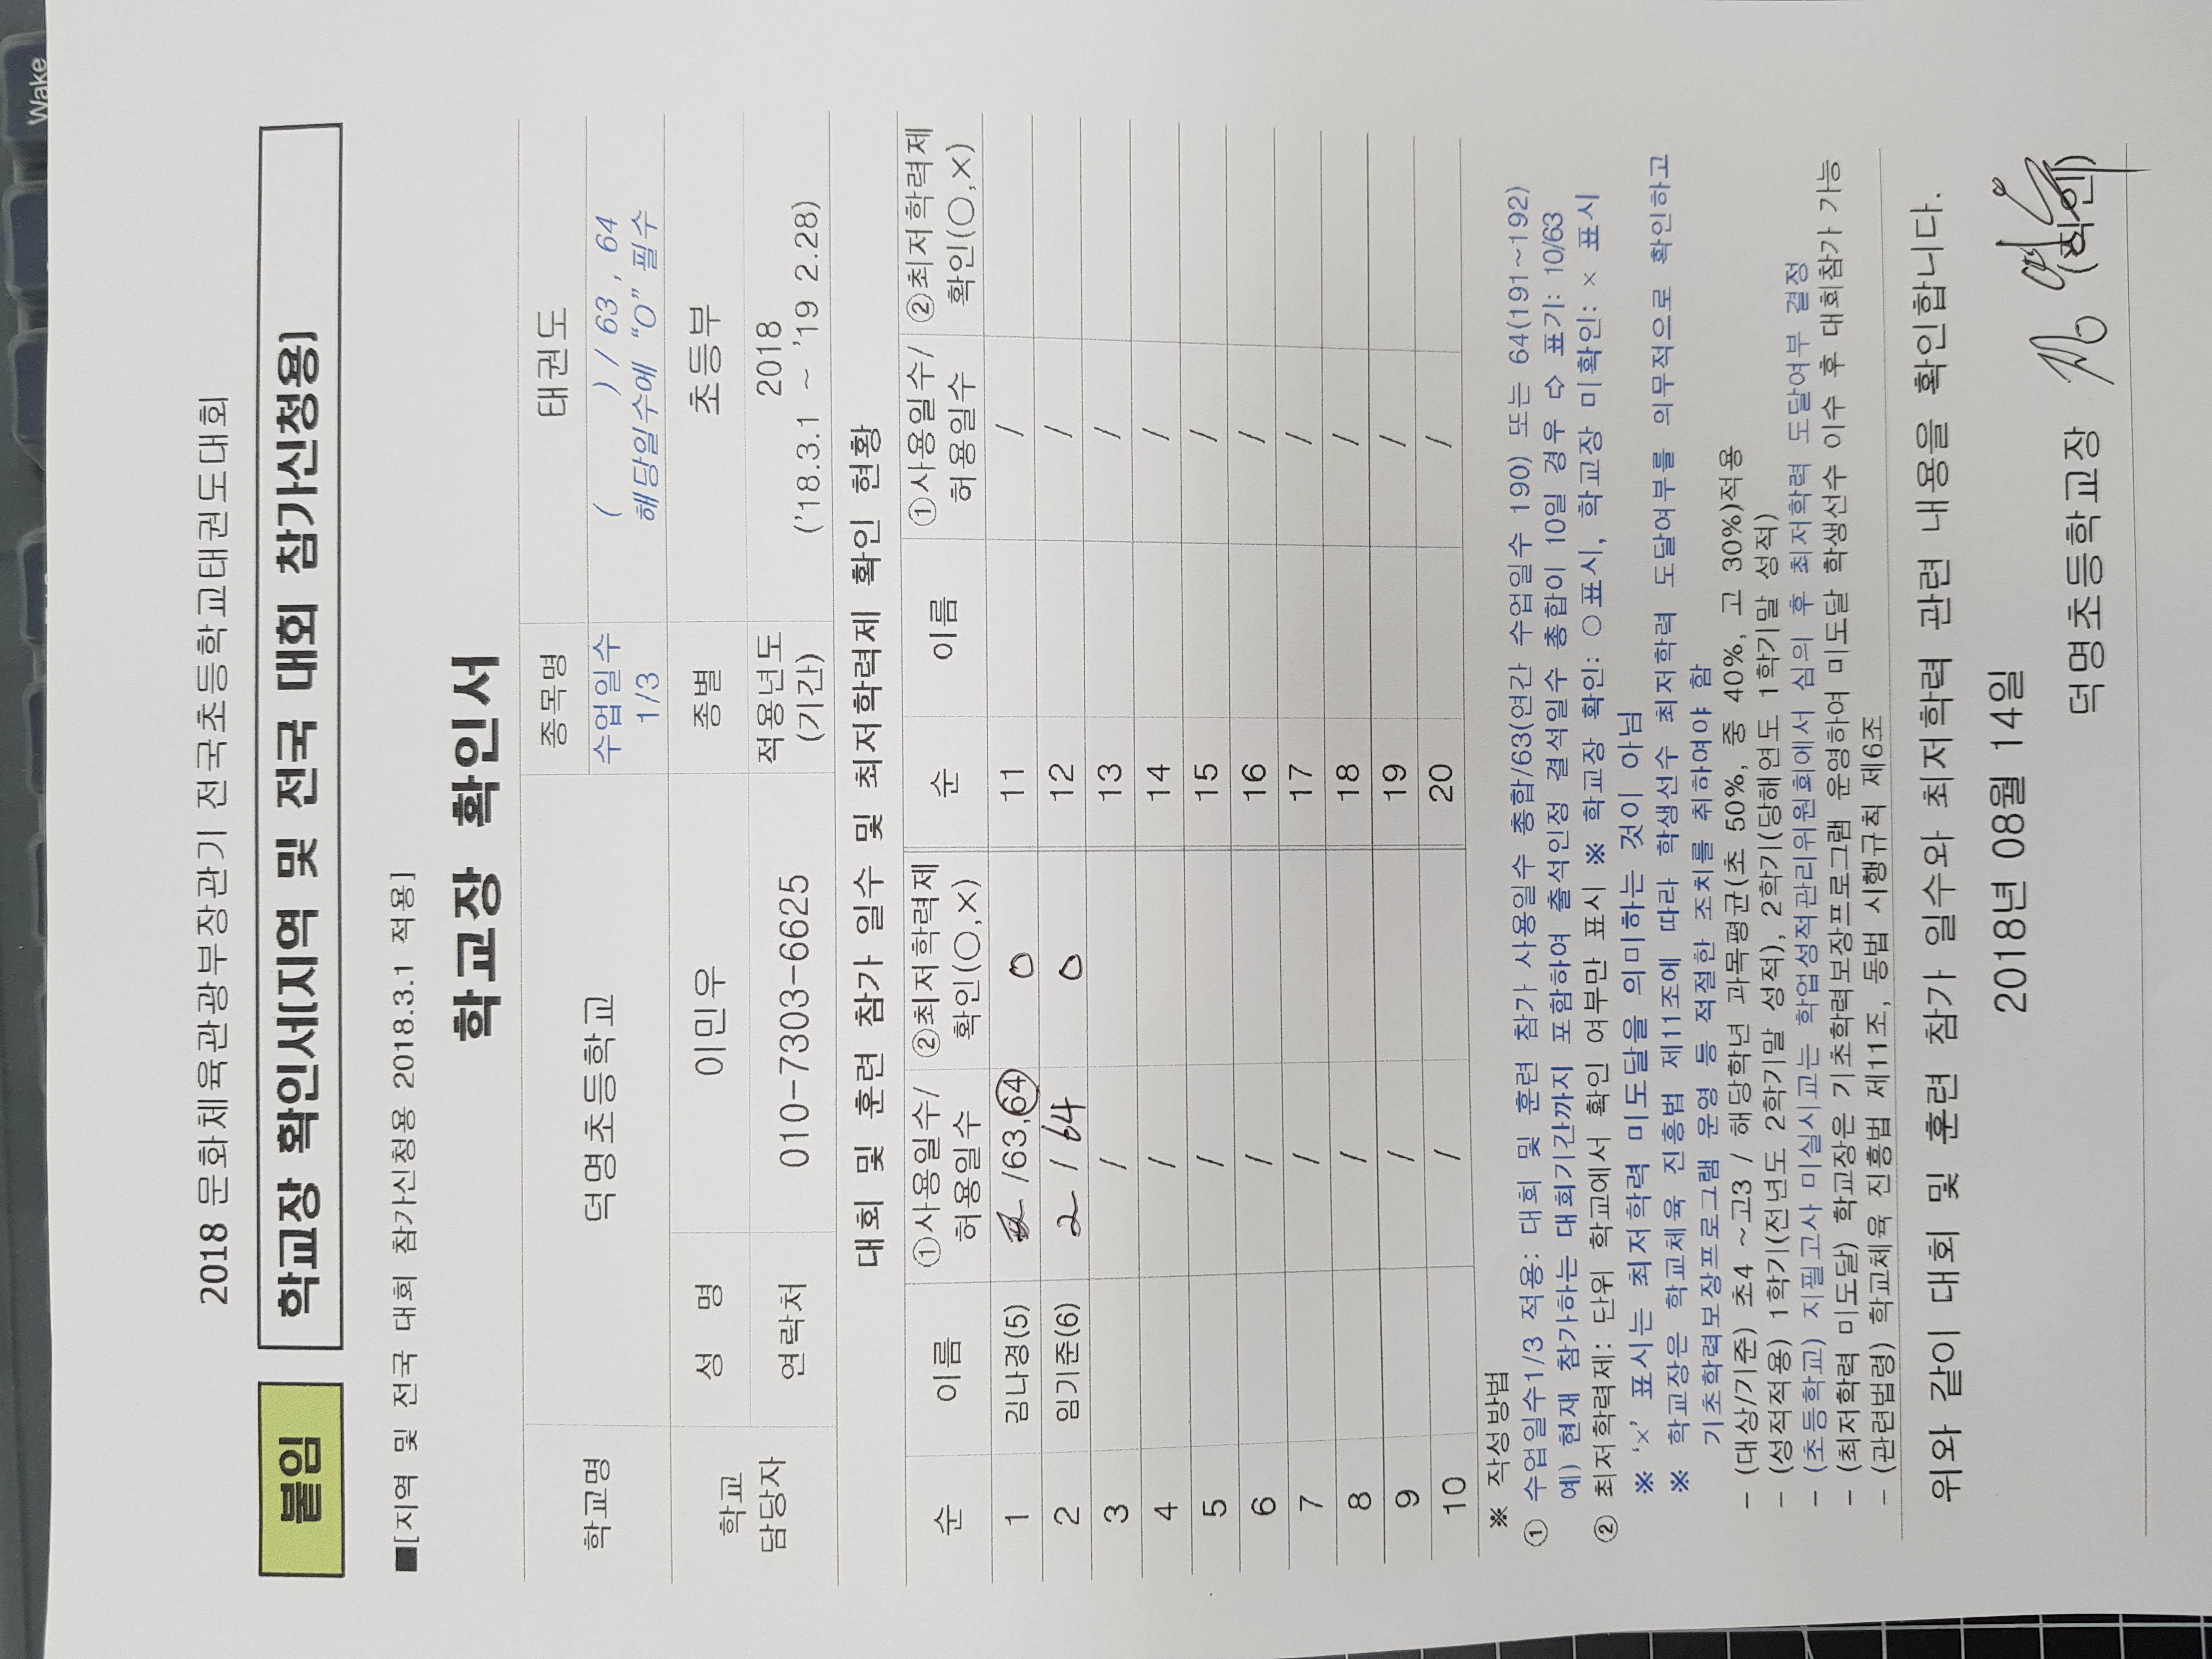 2018 문화체육관광부장관기 전국초등학교태권도대회
붙임 학교장 확인서(지역 및 전국 대회 참가신청용)
■[지역 및 전국 대회 참가신청용 2018.3.1 적용]
학교장 확인서
학교명 덕명초등학교 종목명 태권도
수업일수 1/3 ( ) / 63 , 64
해당일수에 "O" 필수
학교 담당자 성 명 이민우 종별 초등부
연락처 010-7303-6625 적용년도 (기간) 2018
('18.3.1 ~ '19 2.28)
대회 및 훈련 참가 일수 및 최저학력제 확인 현황
순 이름 ①사용일수/허용일수 ②최저학력제 확인(○,×) 순 이름 ①사용일수/허용일수 ②최저학력제 확인(○,×)
1 김나경(5) /63,64 O 11 /
2 임기준(6) 2 / 64 O 12 /
3 / 13 /
4 / 14 /
5 / 15 /
6 / 16 /
7 / 17 /
8 / 18 /
9 / 19 /
10 / 20 /
※ 작성방법
① 수업일수1/3 적용: 대회 및 훈련 참가 사용일수 총합/63(연간 수업일수 190) 또는 64(191~192)
예) 현재 참가하는 대회기간까지 포함하여 출석인정 결석일수 총합이 10일 경우 ⇨ 표기: 10/63
② 최저학력제: 단위 학교에서 확인 여부만 표시 ※ 학교장 확인: ○표시, 학교장 미확인: × 표시
※ '×' 표시는 최저학력 미도달을 의미하는 것이 아님
※ 학교장은 학교체육 진흥법 제11조에 따라 학생선수 최저학력 도달여부를 의무적으로 확인하고
기초학력보장프로그램 운영 등 적절한 조치를 취하여야 함
- (대상/기준) 초4 ~고3 / 해당학년 과목평균(초 50%, 중 40%, 고 30%)적용
- (성적적용) 1학기(전년도 2학기말 성적), 2학기(당해연도 1학기말 성적)
- (초등학교) 지필고사 미실시교는 학업성적관리위원회에서 심의 후 최저학력 도달여부 결정
- (최저학력 미도달) 학교장은 기초학력보장프로그램 운영하여 미도달 학생선수 이수 후 대회참가 가능
- (관련법령) 학교체육 진흥법 제11조, 동법 시행규칙 제6조
위와 같이 대회 및 훈련 참가 일수와 최저학력 관련 내용을 확인합니다.
2018년 08월 14일
덕명초등학교장 (직인)
Wake